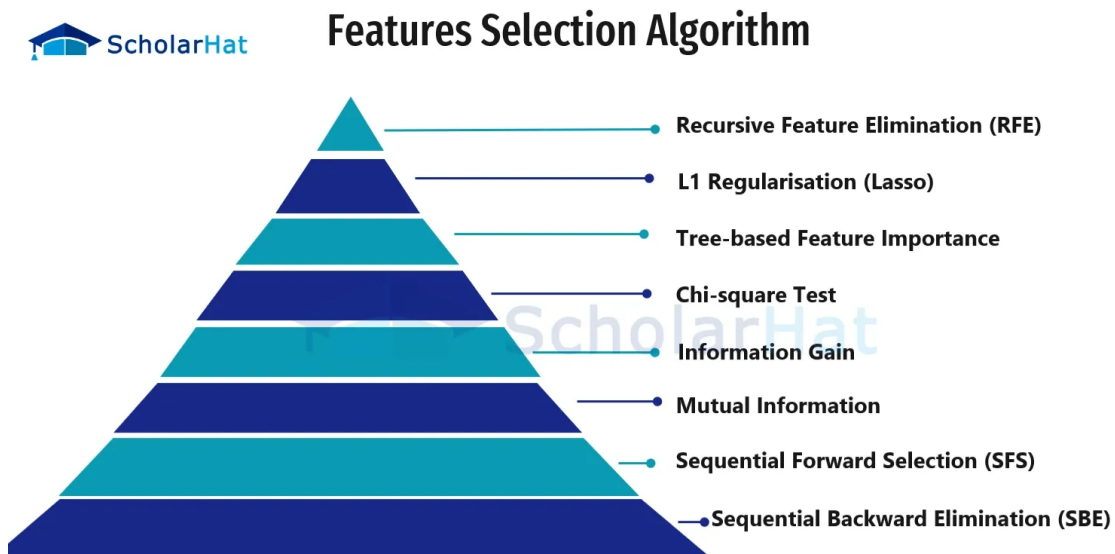 ScholarHat
Features Selection Algorithm
Recursive Feature Elimination (RFE)
L1 Regularisation (Lasso)
Tree-based Feature Importance
Chi-square Test
ScholarHat
Information Gain
Mutual Information
Sequential Forward Selection (SFS)
Sequential Backward Elimination (SBE)